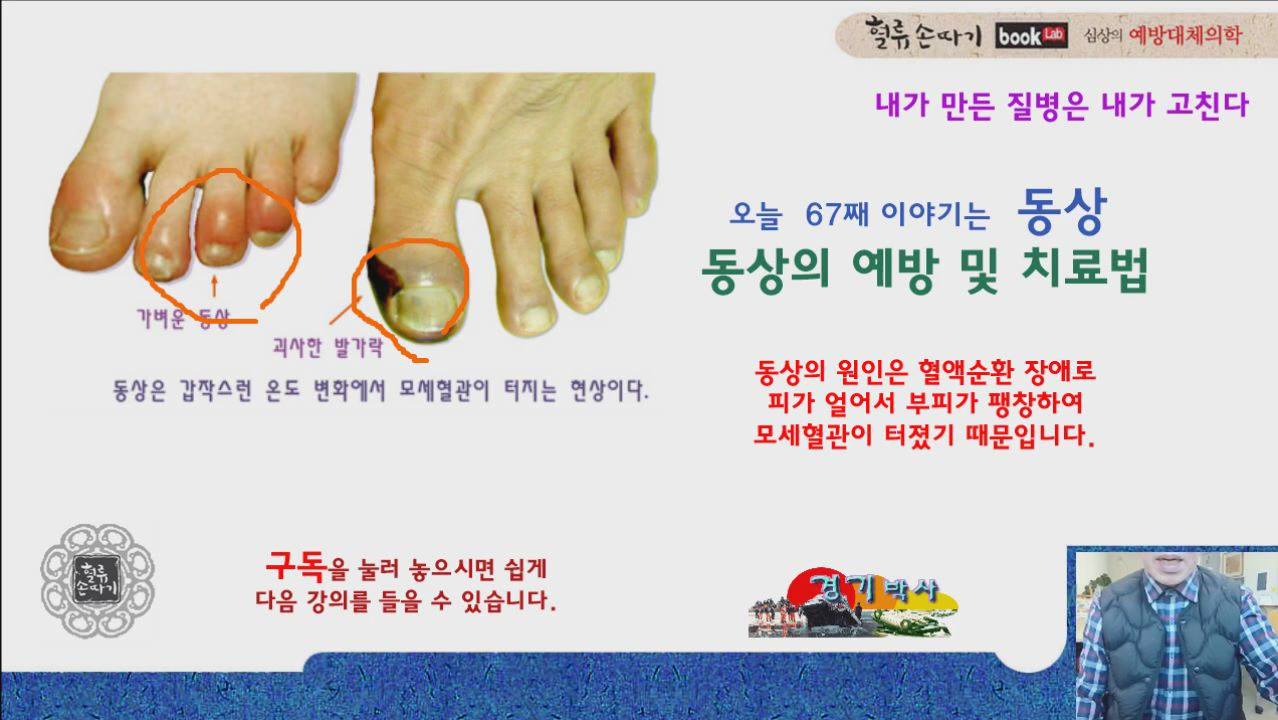 혈류 손따기 book Lab 심상의 예방대체의학
내가 만든 질병은 내가 고친다
오늘 67째 이야기는 동상
동상의 예방 및 치료법
가벼운 동상
괴사한 발가락
동상은 갑작스런 온도 변화에서 모세혈관이 터지는 현상이다.
동상의 원인은 혈액순환 장애로
피가 얼어서 부피가 팽창하여
모세혈관이 터졌기 때문입니다.
혈류
손따기
구독을 눌러 놓으시면 쉽게
다음 강의를 들을 수 있습니다.
경기박사